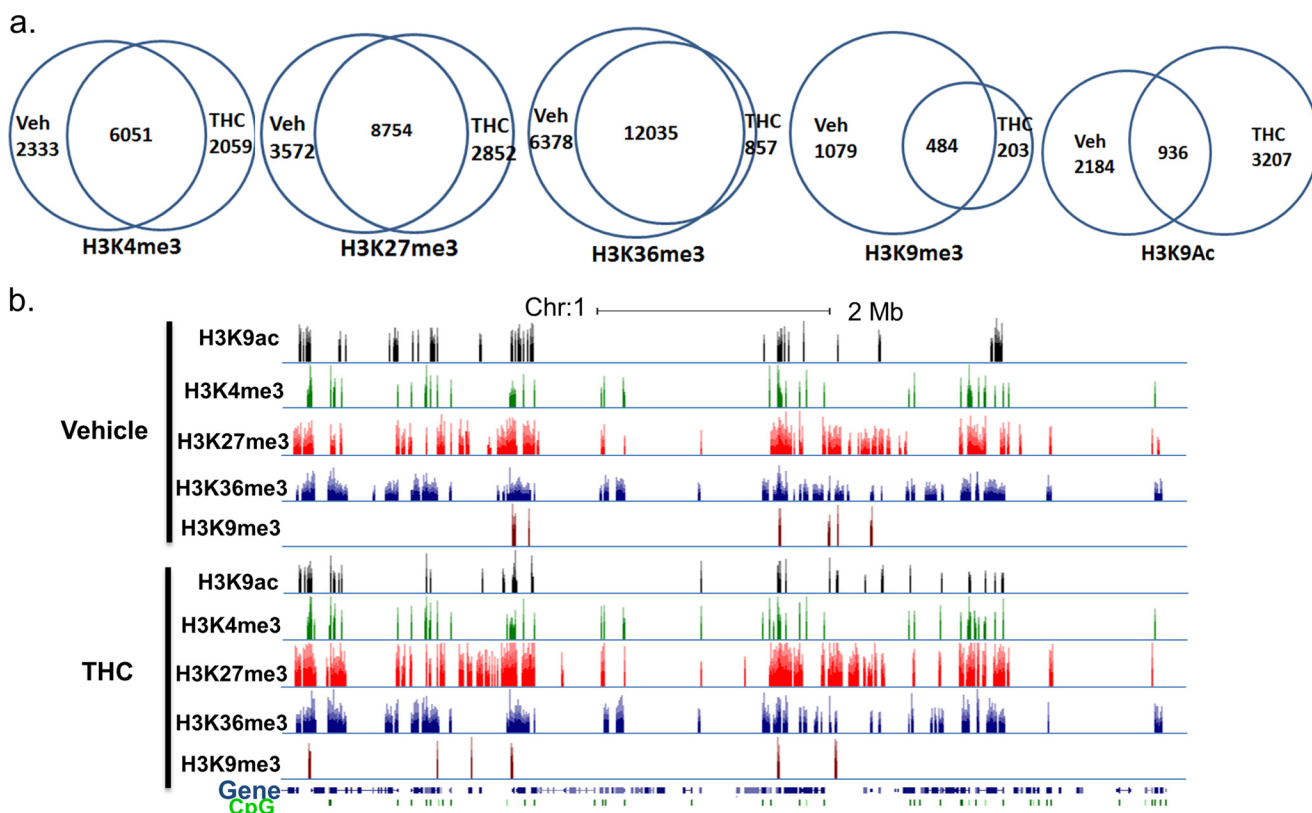 a.
Veh
2333
6051
THC
2059
H3K4me3
Veh
3572
8754
THC
2852
H3K27me3
Veh
6378
12035
THC
857
H3K36me3
Veh
1079
484
THC
203
H3K9me3
Veh
2184
936
THC
3207
H3K9Ac
b.
Chr:1
2 Mb
Vehicle
H3K9ac
H3K4me3
H3K27me3
H3K36me3
H3K9me3
THC
H3K9ac
H3K4me3
H3K27me3
H3K36me3
H3K9me3
Gene
CpG